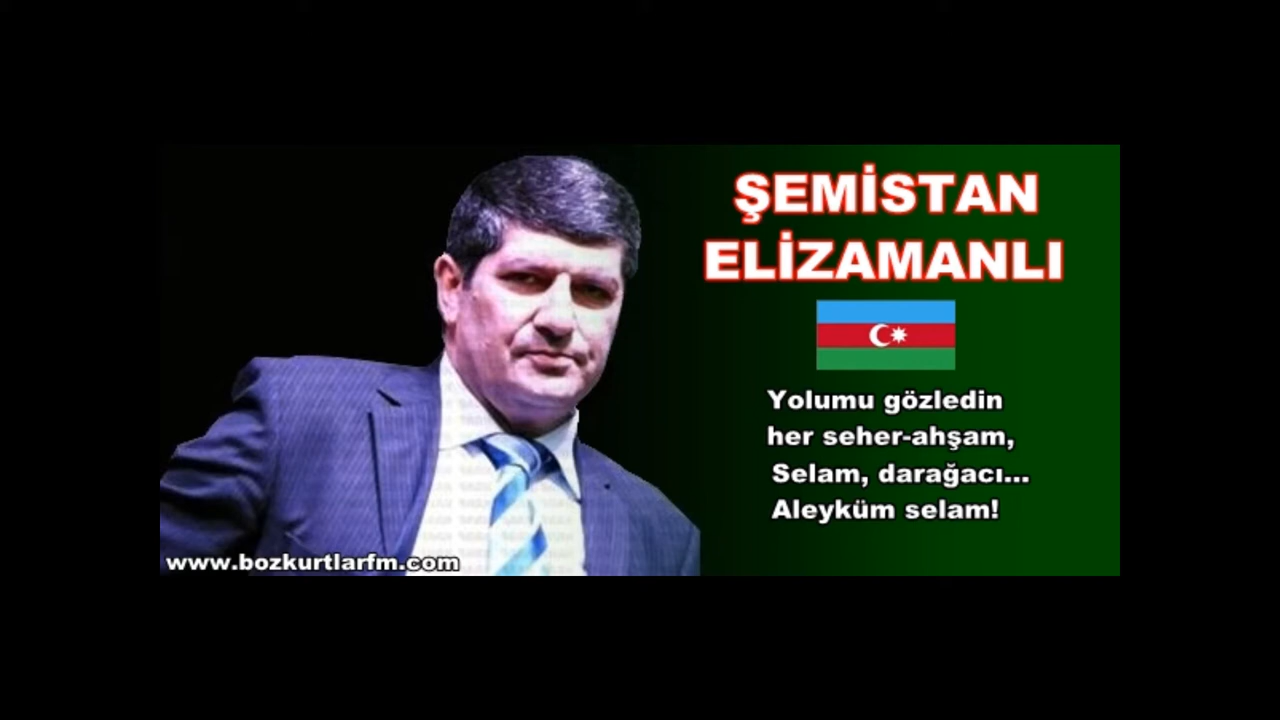 ŞEMİSTAN
ELİZAMANLI
Yolumu gözledin
her seher-ahşam,
Selam, darağacı...
Aleyküm selam!
www.bozkurtlarfm.com